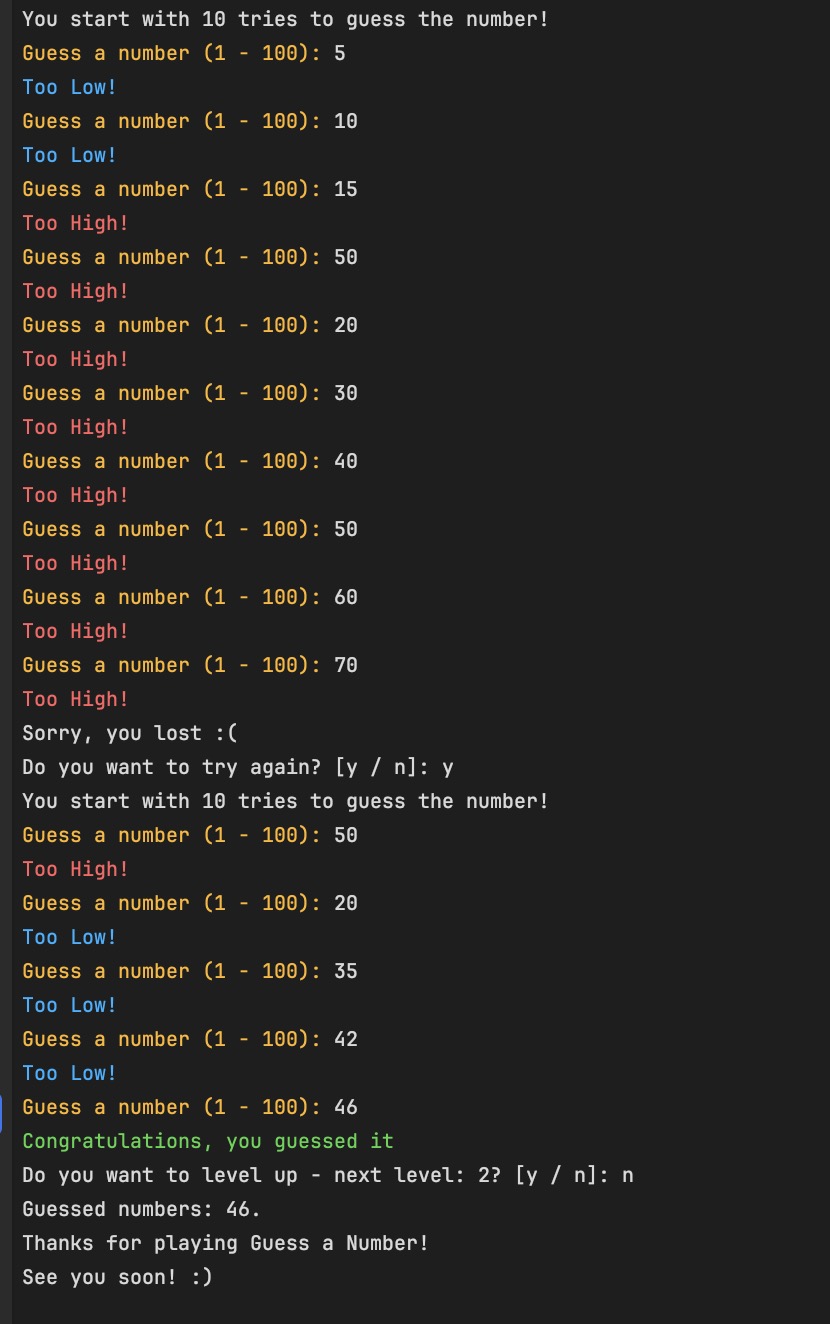 You start with 10 tries to guess the number!
Guess a number (1 - 100): 5
Too Low!
Guess a number (1 - 100): 10
Too Low!
Guess a number (1 - 100): 15
Too High!
Guess a number (1 - 100): 50
Too High!
Guess a number (1 - 100): 20
Too High!
Guess a number (1 - 100): 30
Too High!
Guess a number (1 - 100): 40
Too High!
Guess a number (1 - 100): 50
Too High!
Guess a number (1 - 100): 60
Too High!
Guess a number (1 - 100): 70
Too High!
Sorry, you lost :(
Do you want to try again? [y / n]: y
You start with 10 tries to guess the number!
Guess a number (1 - 100): 50
Too High!
Guess a number (1 - 100): 20
Too Low!
Guess a number (1 - 100): 35
Too Low!
Guess a number (1 - 100): 42
Too Low!
Guess a number (1 - 100): 46
Congratulations, you guessed it
Do you want to level up - next level: 2? [y / n]: n
Guessed numbers: 46.
Thanks for playing Guess a Number!
See you soon! :)